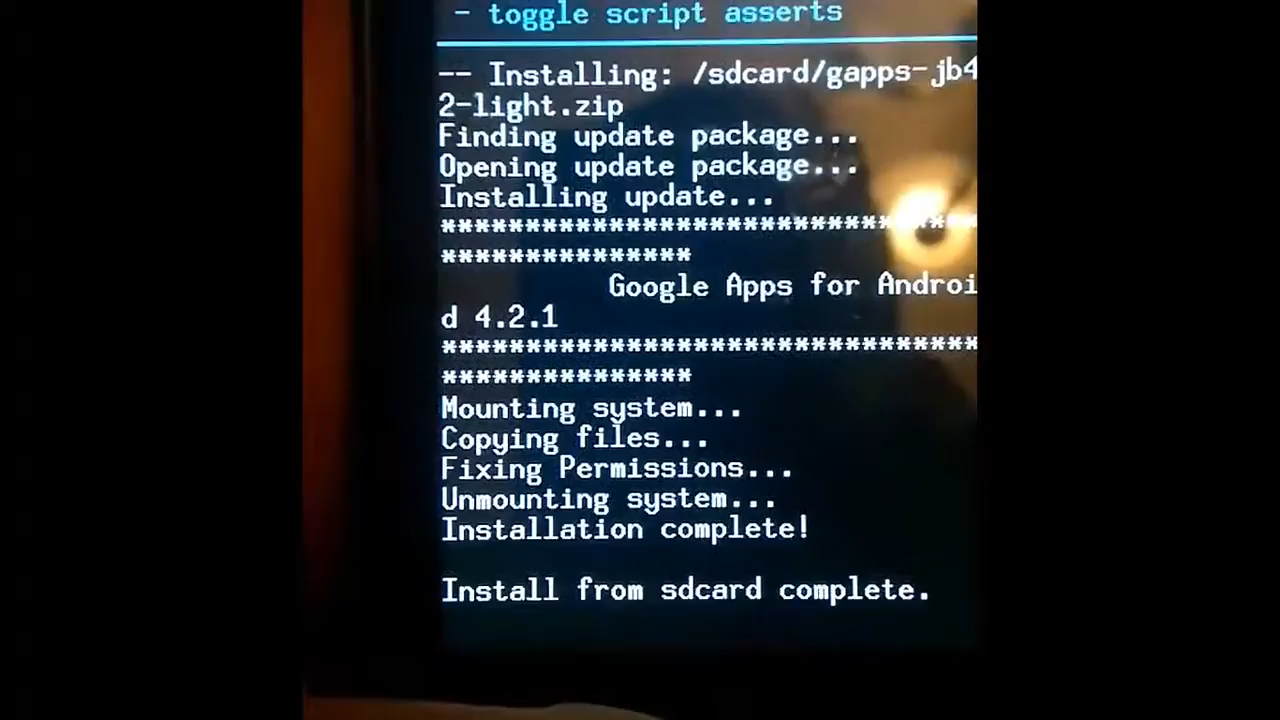 - toggle script asserts
-- Installing: /sdcard/gapps-jb4
2-light.zip
Finding update package...
Opening update package...
Installing update...
********************************
***************
Google Apps for Androi
d 4.2.1
********************************
***************
Mounting system...
Copying files...
Fixing Permissions...
Unmounting system...
Installation complete!
Install from sdcard complete.